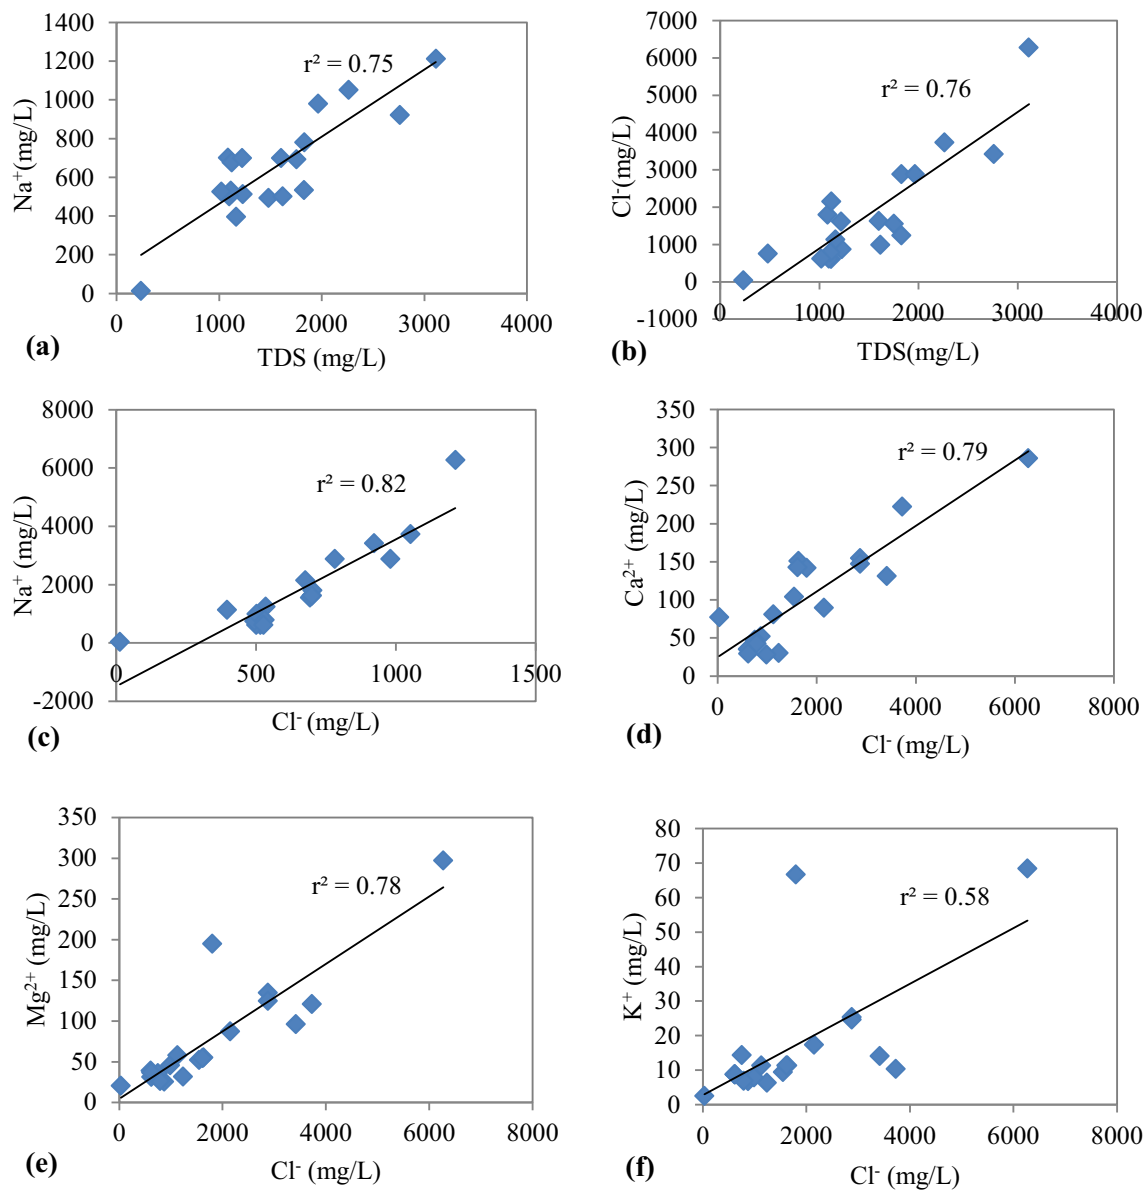 1400
1200
1000
800
600
400
200
0
0 1000 2000 3000 4000
r² = 0.75
Na⁺(mg/L)
TDS (mg/L)
(a)
7000
6000
5000
4000
3000
2000
1000
0
-1000
0 1000 2000 3000 4000
r² = 0.76
Cl⁻(mg/L)
TDS(mg/L)
(b)
8000
6000
4000
2000
0
-2000
0 500 1000 1500
r² = 0.82
Na⁺ (mg/L)
Cl⁻ (mg/L)
(c)
350
300
250
200
150
100
50
0
0 2000 4000 6000 8000
r² = 0.79
Ca²⁺ (mg/L)
Cl⁻ (mg/L)
(d)
350
300
250
200
150
100
50
0
0 2000 4000 6000 8000
r² = 0.78
Mg²⁺ (mg/L)
Cl⁻ (mg/L)
(e)
80
70
60
50
40
30
20
10
0
0 2000 4000 6000 8000
r² = 0.58
K⁺ (mg/L)
Cl⁻ (mg/L)
(f)